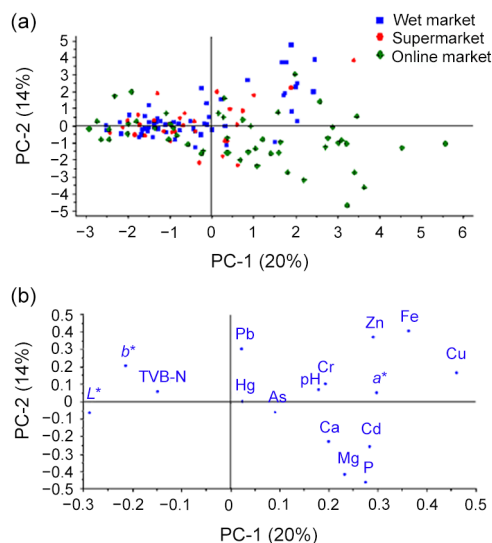 (a)
Wet market
Supermarket
Online market
PC-2 (14%)
5
4
3
2
1
0
−1
−2
−3
−4
−5
−3 −2 −1 0 1 2 3 4 5 6
PC-1 (20%)
(b)
PC-2 (14%)
0.5
0.4
0.3
0.2
0.1
0
−0.1
−0.2
−0.3
−0.4
−0.5
Fe
Zn
Pb
Cu
b*
Cr
TVB-N
pH
a*
L*
Hg
As
Ca
Cd
Mg
P
−0.3 −0.2 −0.1 0 0.1 0.2 0.3 0.4 0.5
PC-1 (20%)